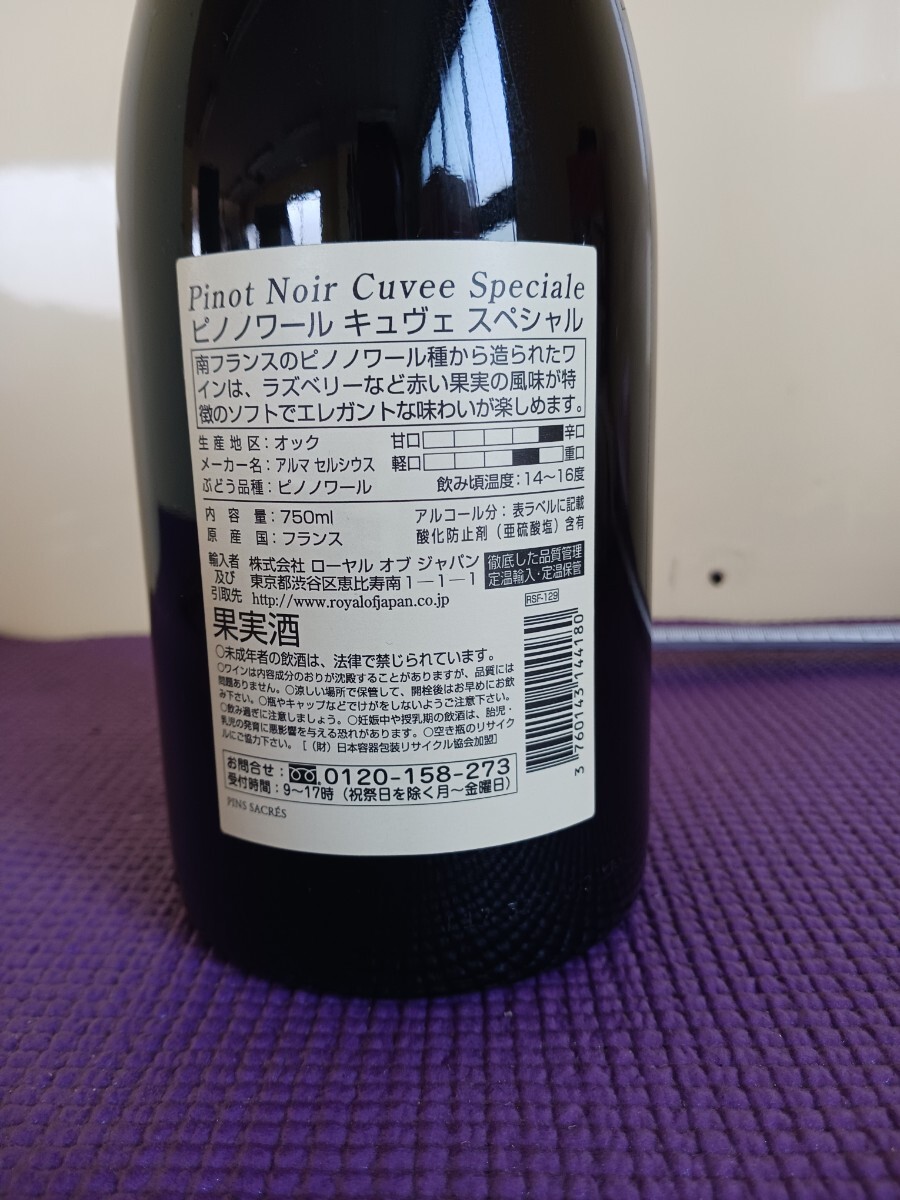 Pinot Noir Cuvee Speciale
ピノノワール キュヴェ スペシャル
南フランスのピノノワール種から造られたワ
インは、ラズベリーなど赤い果実の風味が特
徴のソフトでエレガントな味わいが楽しめます。
生産地区：オック
メーカー名：アルマ セルシウス
ぶどう品種：ピノノワール
甘口 辛口
軽口 重口
飲み頃温度：14～16度
内容量：750ml
原産国：フランス
アルコール分：表ラベルに記載
酸化防止剤（亜硫酸塩）含有
輸入者及び引取先
株式会社 ローヤル オブ ジャパン
東京都渋谷区恵比寿南1－1－1
http://www.royalofjapan.co.jp
徹底した品質管理
定温輸入・定温保管
RSF-129
果実酒
○未成年者の飲酒は、法律で禁じられています。
○ワインは内容成分のおりが沈殿することがありますが、品質には
問題ありません。○涼しい場所で保管して、開栓後はお早めにお飲
み下さい。○瓶やキャップなどでけがをしないようご注意下さい。
○飲み過ぎに注意しましょう。○妊娠中や授乳期の飲酒は、胎児・
乳児の発育に悪影響を与える恐れがあります。○空き瓶のリサイク
ルにご協力下さい。［（財）日本容器包装リサイクル協会加盟］
3 760143 144180
お問合せ：0120-158-273
受付時間：9～17時（祝祭日を除く月～金曜日）
PINS SACRÉS